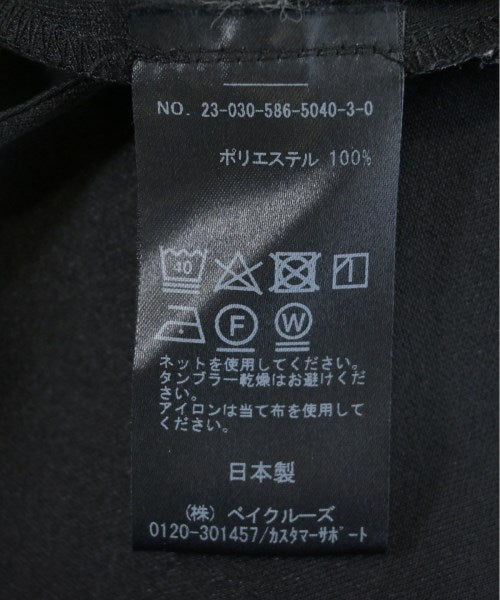 NO. 23-030-586-5040-3-0
ポリエステル 100%
40
F W
ネットを使用してください。
タンブラー乾燥はお避けくだ
さい。
アイロンは当て布を使用して
ください。
日本製
(株) ベイクルーズ
0120-301457/カスタマーサポート